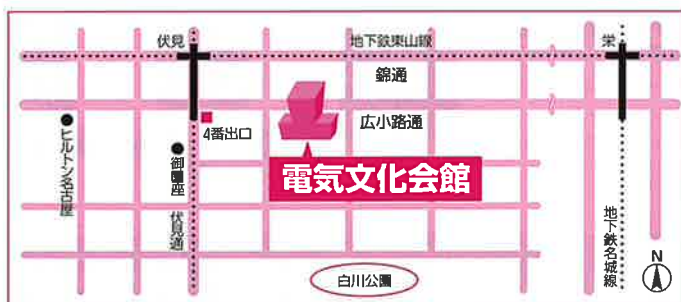 伏見
地下鉄東山線
栄
錦通
広小路通
4番出口
ヒルトン名古屋
御園座
電気文化会館
伏見通
地下鉄名城線
N
白川公園